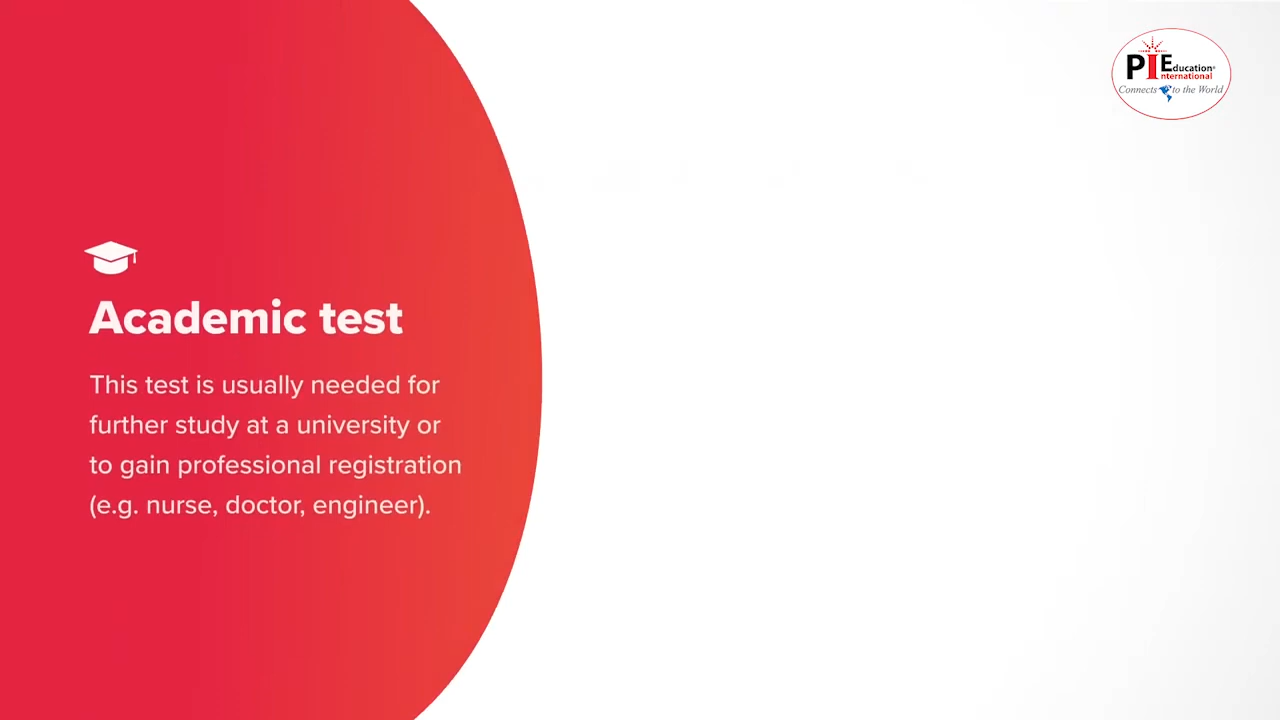 PIEducation®
International
Connects to the World
Academic test
This test is usually needed for
further study at a university or
to gain professional registration
(e.g. nurse, doctor, engineer).